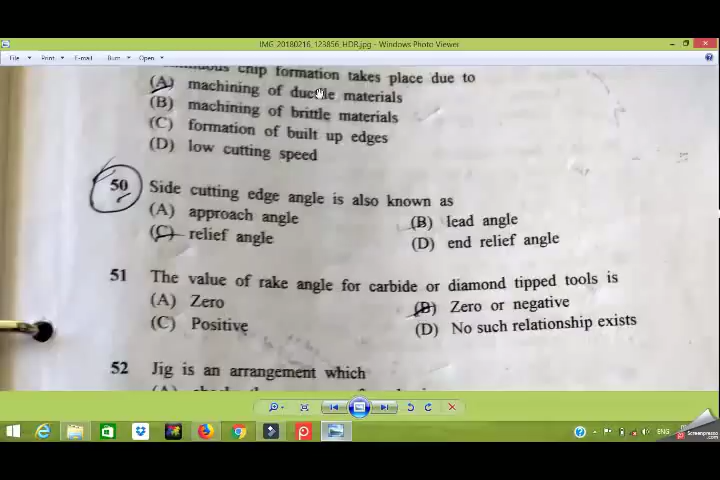 IMG_20180216_123856_HDR.jpg - Windows Photo Viewer
File Print E-mail Burn Open
chip formation takes place due to
(A) machining of ductile materials
(B) machining of brittle materials
(C) formation of built up edges
(D) low cutting speed
50 Side cutting edge angle is also known as
(A) approach angle (B) lead angle
(C) relief angle (D) end relief angle
51 The value of rake angle for carbide or diamond tipped tools is
(A) Zero (B) Zero or negative
(C) Positive (D) No such relationship exists
52 Jig is an arrangement which
ENG
Screenpresso
.com